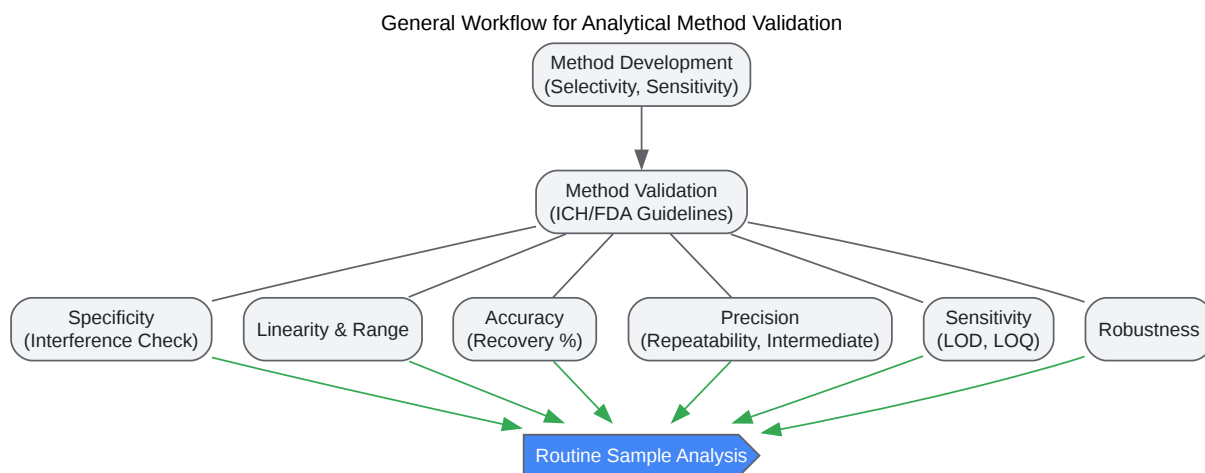 General Workflow for Analytical Method Validation
Method Development
(Selectivity, Sensitivity)
Method Validation
(ICH/FDA Guidelines)
Specificity
(Interference Check)
Linearity & Range
Accuracy
(Recovery %)
Precision
(Repeatability, Intermediate)
Sensitivity
(LOD, LOQ)
Robustness
Routine Sample Analysis